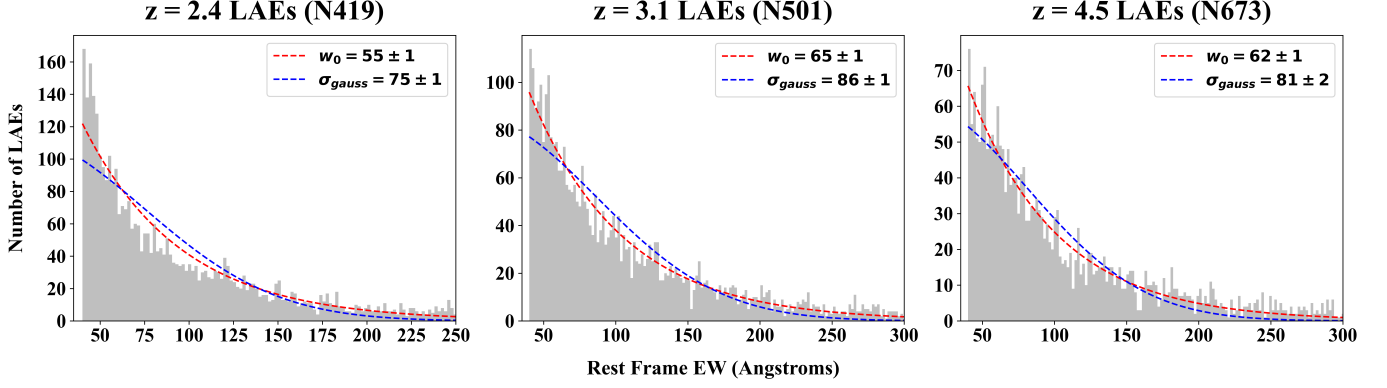 z = 2.4 LAEs (N419)
z = 3.1 LAEs (N501)
z = 4.5 LAEs (N673)
w₀ = 55 ± 1
σ_gauss = 75 ± 1
w₀ = 65 ± 1
σ_gauss = 86 ± 1
w₀ = 62 ± 1
σ_gauss = 81 ± 2
Number of LAEs
160
140
120
100
80
60
40
20
0
50 75 100 125 150 175 200 225 250
100
80
60
40
20
0
50 100 150 200 250 300
70
60
50
40
30
20
10
0
50 100 150 200 250 300
Rest Frame EW (Angstroms)